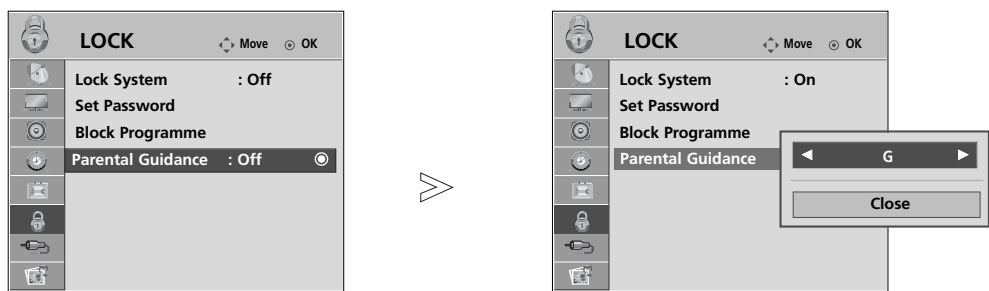 LOCK Move OK
Lock System : Off
Set Password
Block Programme
Parental Guidance : Off
LOCK Move OK
Lock System : On
Set Password
Block Programme
Parental Guidance
G
Close